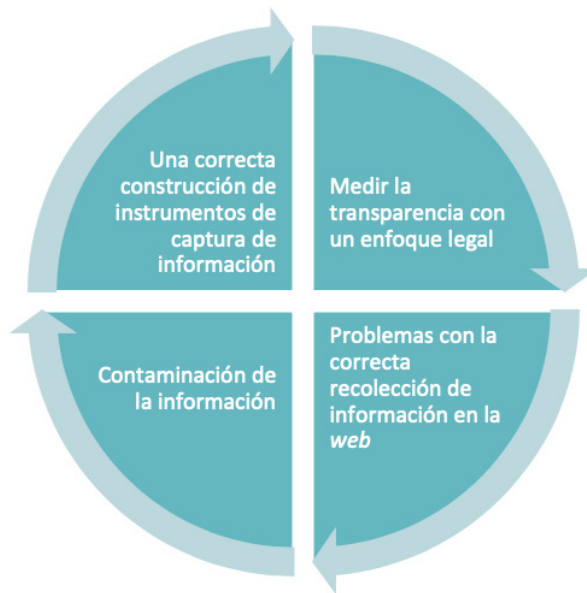 Una correcta
construcción de
instrumentos de
captura de
información
Medir la
transparencia con
un enfoque legal
Contaminación de
la información
Problemas con la
correcta
recolección de
información en la
web